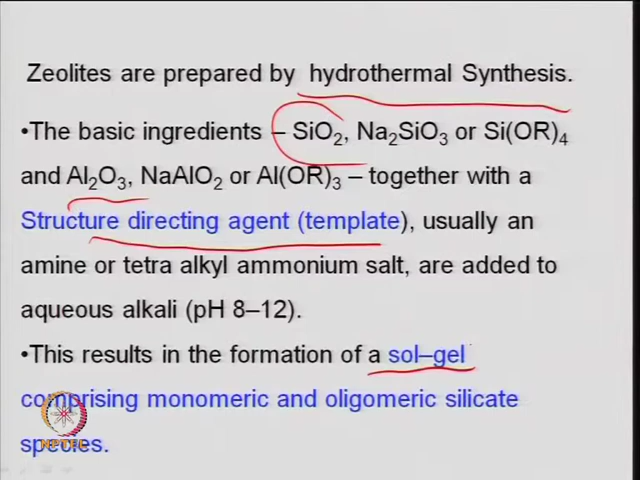 Zeolites are prepared by hydrothermal Synthesis.
•The basic ingredients – SiO₂, Na₂SiO₃ or Si(OR)₄
and Al₂O₃, NaAlO₂ or Al(OR)₃ – together with a
Structure directing agent (template), usually an
amine or tetra alkyl ammonium salt, are added to
aqueous alkali (pH 8–12).
•This results in the formation of a sol–gel
comprising monomeric and oligomeric silicate
species.
NPTEL